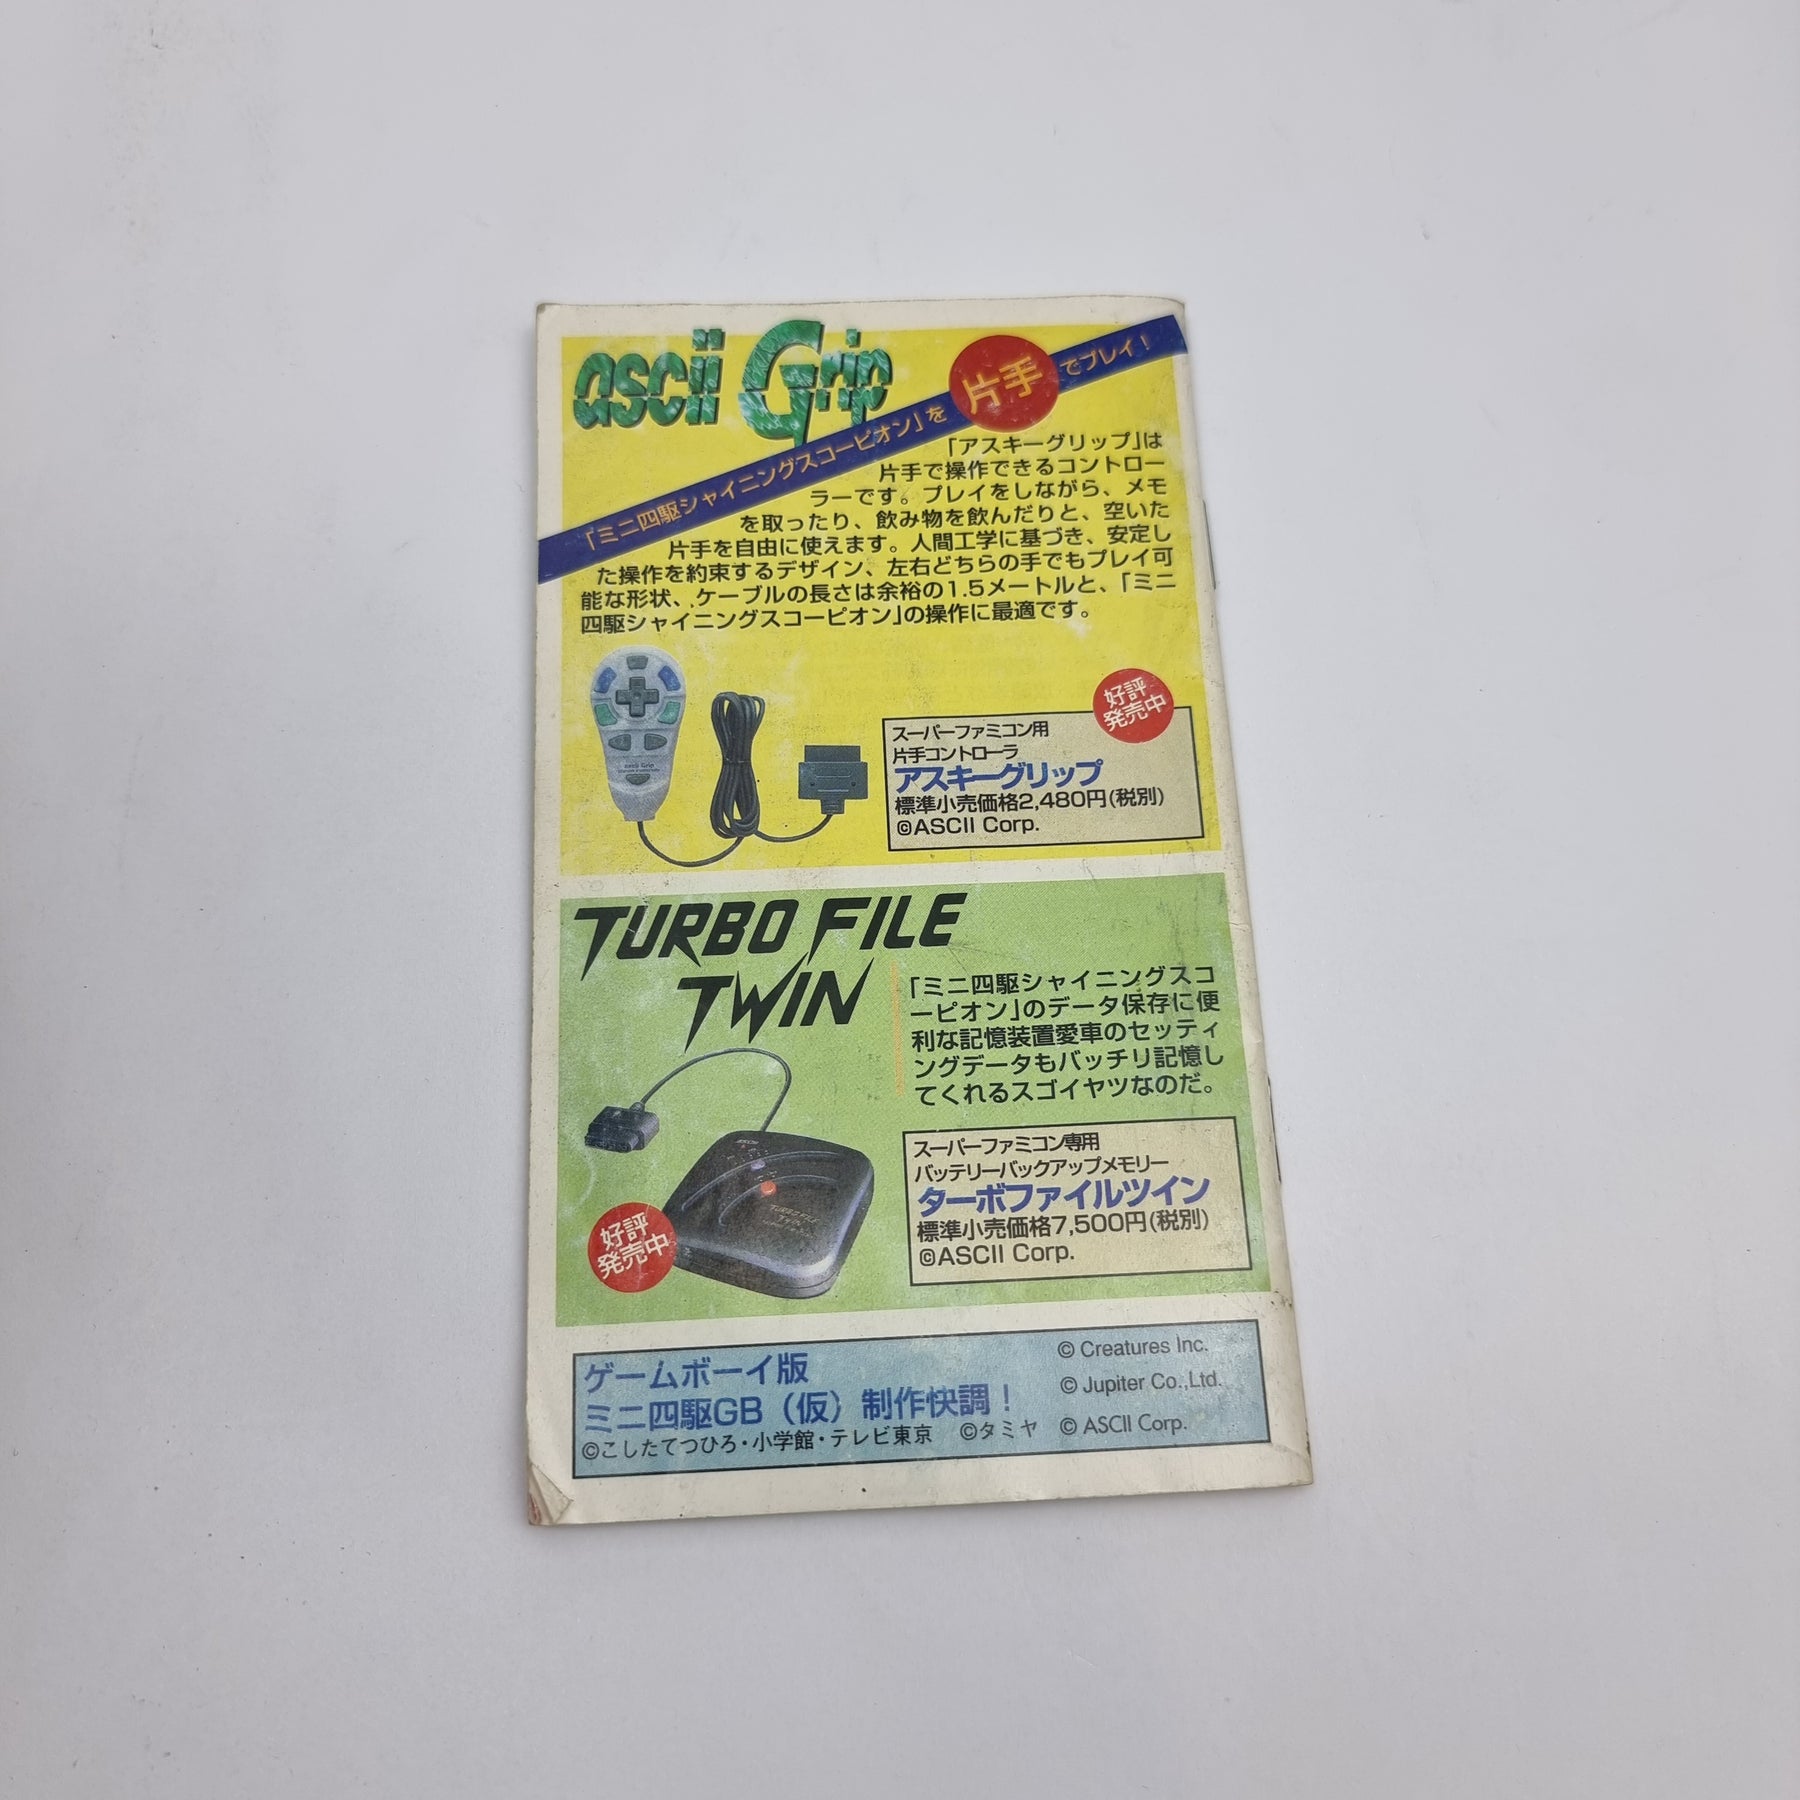 ascii Grip
「ミニ四駆シャイニングスコーピオン」を片手でプレイ！
「アスキーグリップ」は
片手で操作できるコントロー
ラーです。プレイをしながら、メモ
を取ったり、飲み物を飲んだりと、空いた
片手を自由に使えます。人間工学に基づき、安定し
た操作を約束するデザイン、左右どちらの手でもプレイ可
能な形状、ケーブルの長さは余裕の1.5メートルと、「ミニ
四駆シャイニングスコーピオン」の操作に最適です。
ascii Grip
好評
発売中
スーパーファミコン用
片手コントローラ
アスキーグリップ
標準小売価格2,480円(税別)
©ASCII Corp.
TURBO FILE
TWIN
「ミニ四駆シャイニングスコ
ーピオン」のデータ保存に便
利な記憶装置愛車のセッティ
ングデータもバッチリ記憶し
てくれるスゴイヤツなのだ。
ASCII
TURBO FILE
TWIN
好評
発売中
スーパーファミコン専用
バッテリーバックアップメモリー
ターボファイルツイン
標準小売価格7,500円(税別)
©ASCII Corp.
ゲームボーイ版
ミニ四駆GB（仮）制作快調！
©こしたてつひろ・小学館・テレビ東京 ©タミヤ
© Creatures Inc.
© Jupiter Co.,Ltd.
© ASCII Corp.